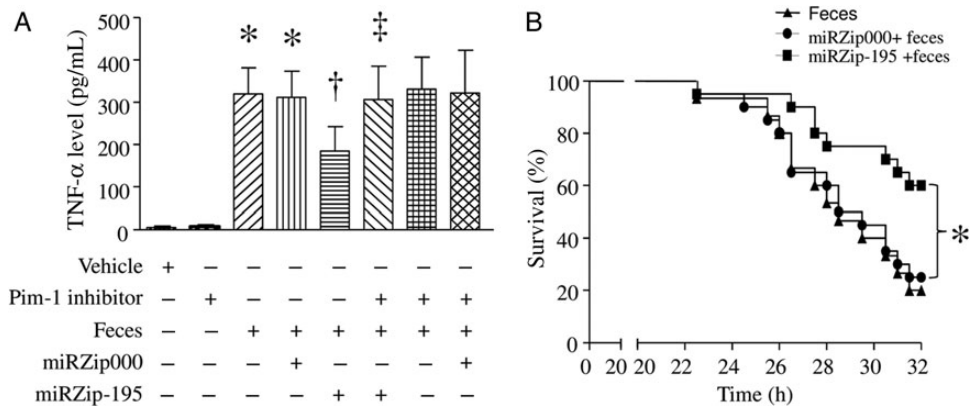 A
TNF-α level (pg/mL)
500
400
300
200
100
0
* * † ‡
Vehicle + − − − − − − −
Pim-1 inhibitor − + − − − + + +
Feces − − + + + + + +
miRZip000 − − − + − − − +
miRZip-195 − − − − + + − −
B
Feces
miRZip000+ feces
miRZip-195 +feces
Survival (%)
100
80
60
40
20
0
*
0 20 20 22 24 26 28 30 32
Time (h)